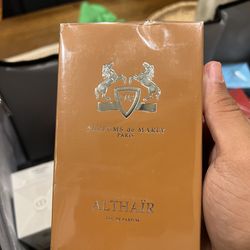 PARFUMS de MARLY
PARIS
ALTHAÏR
EAU DE PARFUM